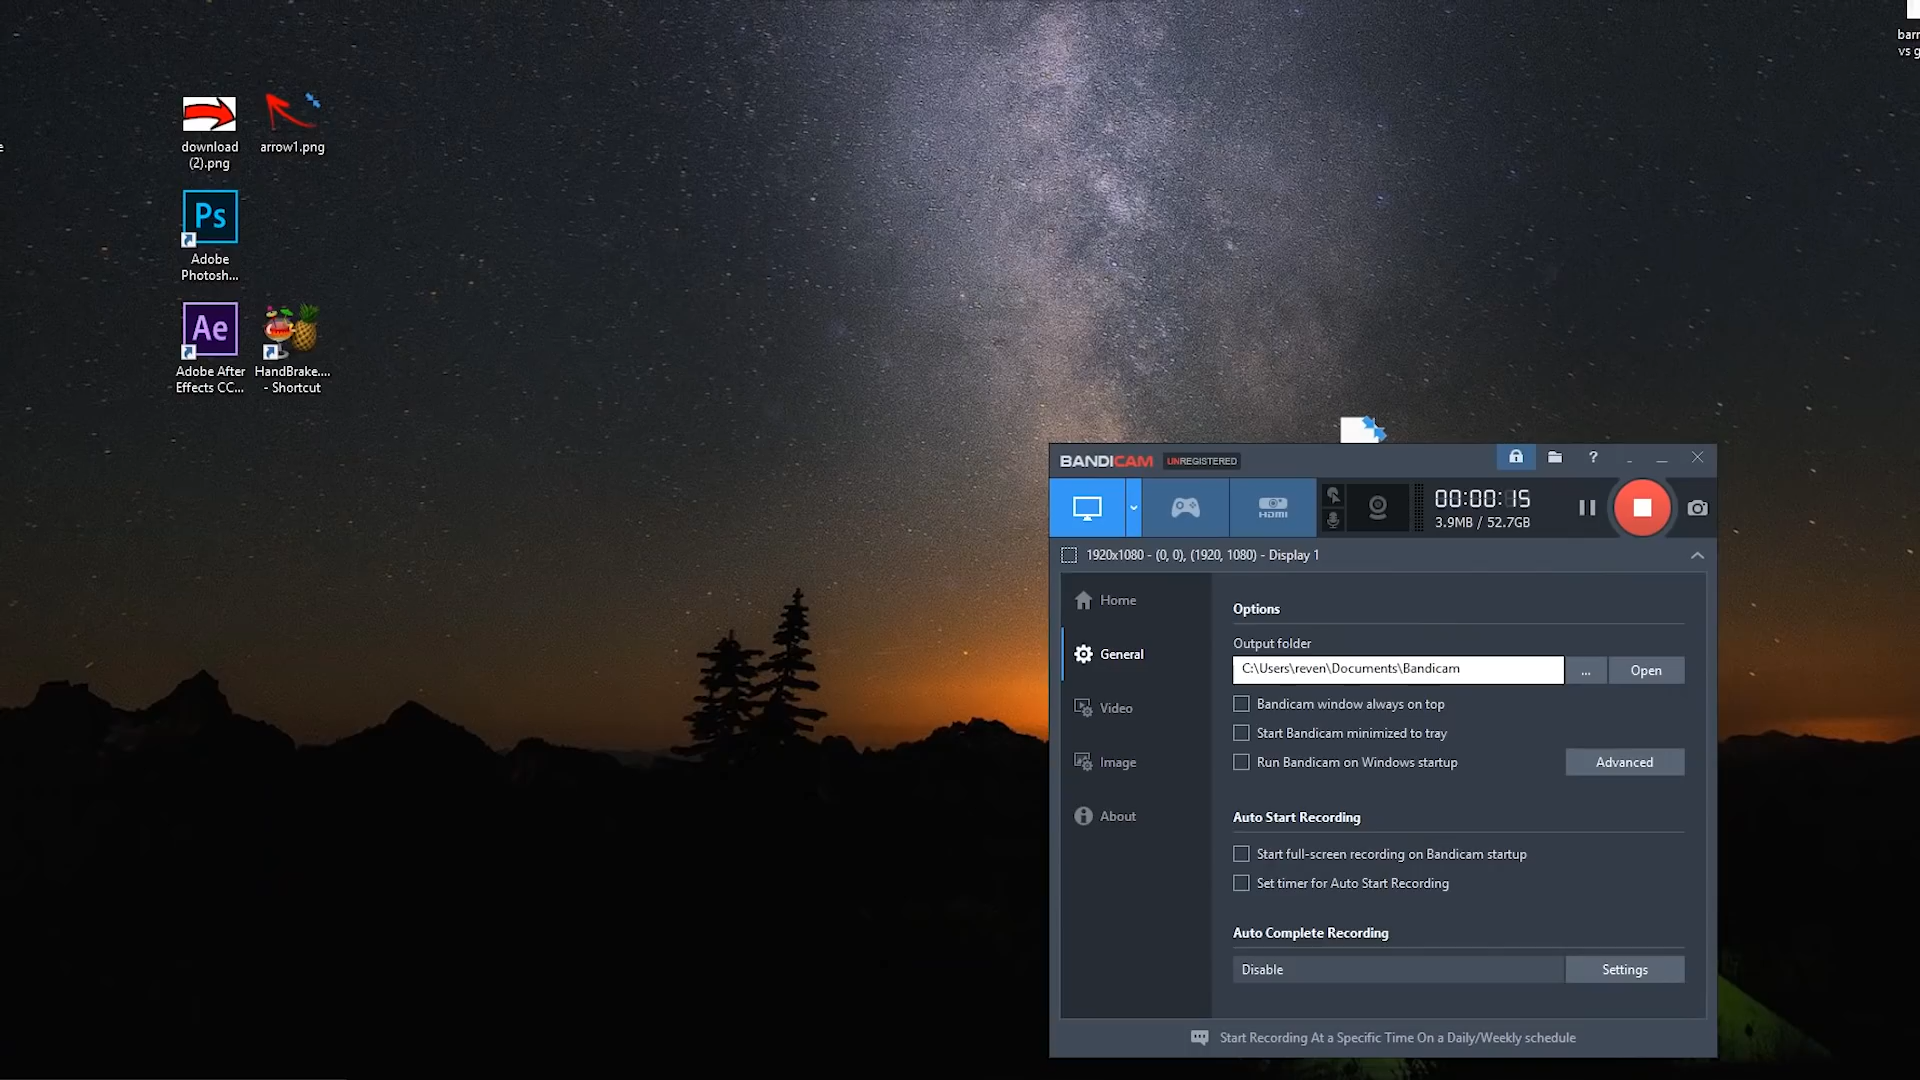 barr
vs g
e
download
(2).png
arrow1.png
Ps
Adobe
Photosh...
Ae
Adobe After
Effects CC...
HandBrake....
- Shortcut
BANDICAM UNREGISTERED
?
HDMI
00:00:15
3.9MB / 52.7GB
1920x1080 - (0, 0), (1920, 1080) - Display 1
Home
General
Video
Image
About
Options
Output folder
C:\Users\reven\Documents\Bandicam
...
Open
Bandicam window always on top
Start Bandicam minimized to tray
Run Bandicam on Windows startup
Advanced
Auto Start Recording
Start full-screen recording on Bandicam startup
Set timer for Auto Start Recording
Auto Complete Recording
Disable
Settings
Start Recording At a Specific Time On a Daily/Weekly schedule